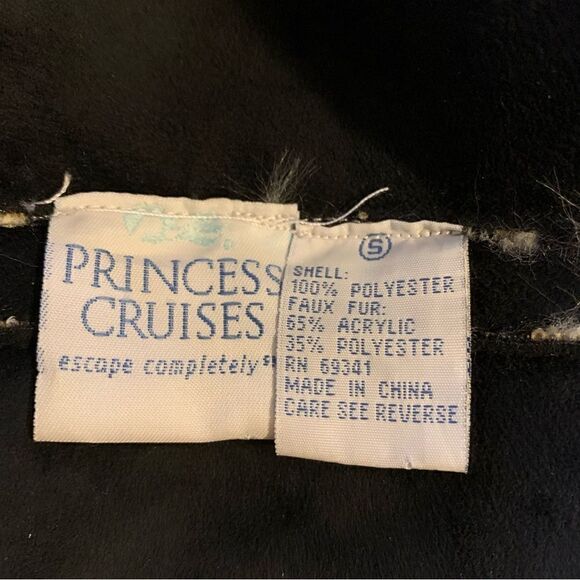 PRINCESS
CRUISES
escape completely℠
S
SHELL:
100% POLYESTER
FAUX FUR:
65% ACRYLIC
35% POLYESTER
RN 69341
MADE IN CHINA
CARE SEE REVERSE